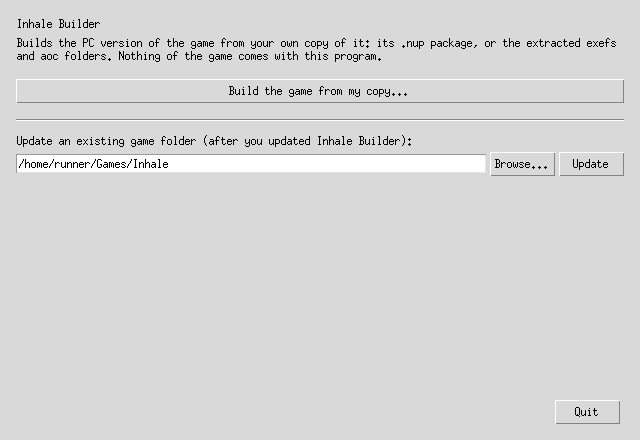 Inhale Builder
Builds the PC version of the game from your own copy of it: its .nup package, or the extracted exefs
and aoc folders. Nothing of the game comes with this program.
Build the game from my copy...
Update an existing game folder (after you updated Inhale Builder):
/home/runner/Games/Inhale
Browse...
Update
Quit